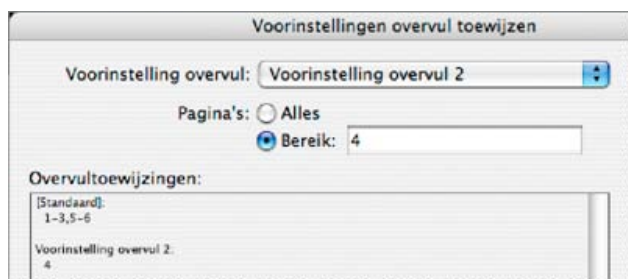 Voorinstellingen overvul toewijzen
Voorinstelling overvul: Voorinstelling overvul 2
Pagina's: Alles
Bereik: 4
Overvultoewijzingen:
[Standaard]:
1-3,5-6
Voorinstelling overvul 2:
4